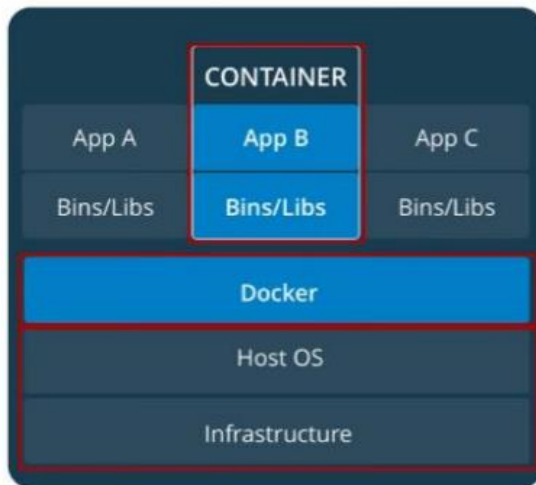 CONTAINER
App A App B App C
Bins/Libs Bins/Libs Bins/Libs
Docker
Host OS
Infrastructure